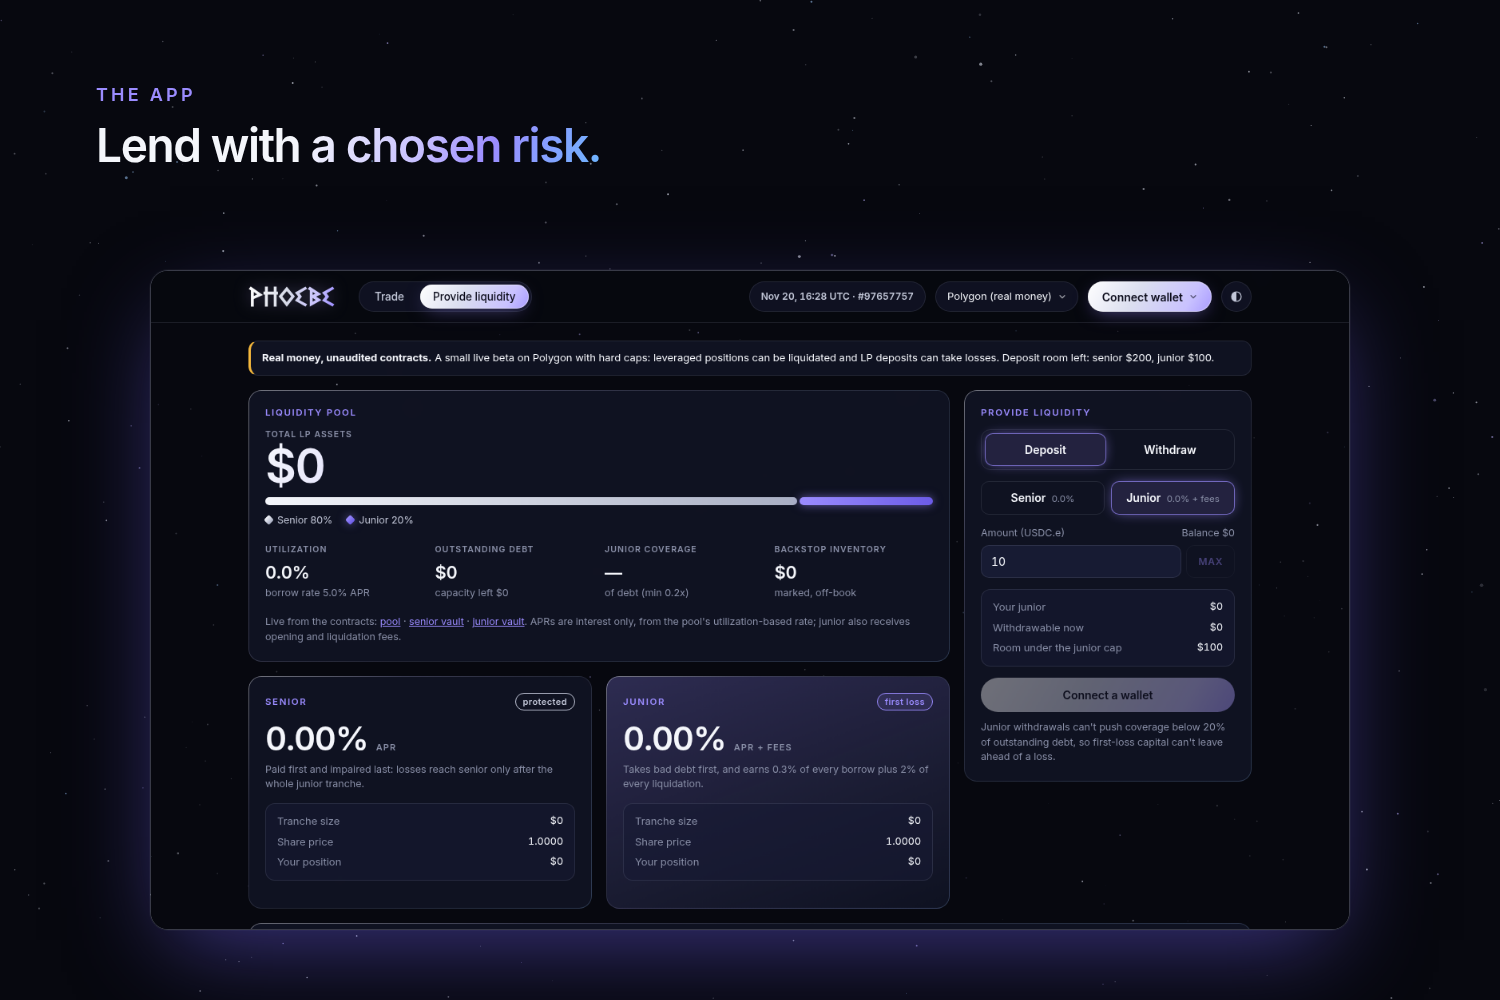 THE APP
Lend with a chosen risk.
PHOEBE
Trade
Provide liquidity
Nov 20, 16:28 UTC · #97657757
Polygon (real money)
Connect wallet
Real money, unaudited contracts. A small live beta on Polygon with hard caps: leveraged positions can be liquidated and LP deposits can take losses. Deposit room left: senior $200, junior $100.
LIQUIDITY POOL
TOTAL LP ASSETS
$0
Senior 80%
Junior 20%
UTILIZATION
0.0%
borrow rate 5.0% APR
OUTSTANDING DEBT
$0
capacity left $0
JUNIOR COVERAGE
—
of debt (min 0.2x)
BACKSTOP INVENTORY
$0
marked, off-book
Live from the contracts: pool · senior vault · junior vault. APRs are interest only, from the pool's utilization-based rate; junior also receives
opening and liquidation fees.
SENIOR
protected
0.00% APR
Paid first and impaired last: losses reach senior only after the
whole junior tranche.
Tranche size $0
Share price 1.0000
Your position $0
JUNIOR
first loss
0.00% APR + FEES
Takes bad debt first, and earns 0.3% of every borrow plus 2% of
every liquidation.
Tranche size $0
Share price 1.0000
Your position $0
PROVIDE LIQUIDITY
Deposit
Withdraw
Senior 0.0%
Junior 0.0% + fees
Amount (USDC.e)
Balance $0
10
MAX
Your junior $0
Withdrawable now $0
Room under the junior cap $100
Connect a wallet
Junior withdrawals can't push coverage below 20%
of outstanding debt, so first-loss capital can't leave
ahead of a loss.